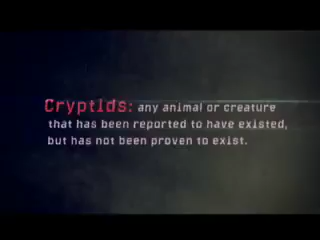 Cryptids: any animal or creature
that has been reported to have existed,
but has not been proven to exist.